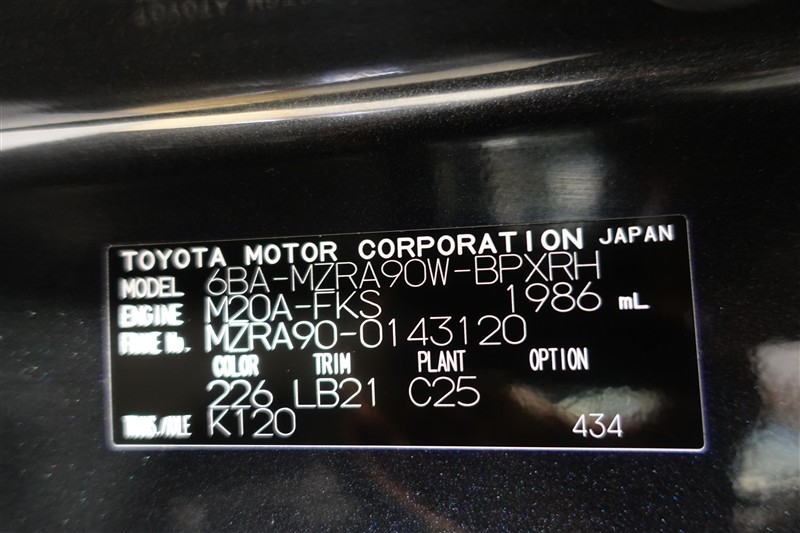 TOYOTA MOTOR CORPORATION JAPAN
MODEL 6BA-MZRA90W-BPXRH
ENGINE M20A-FKS 1986 mL
FRAME No. MZRA90-0143120
COLOR TRIM PLANT OPTION
226 LB21 C25
TRANS./AXLE KT20 434